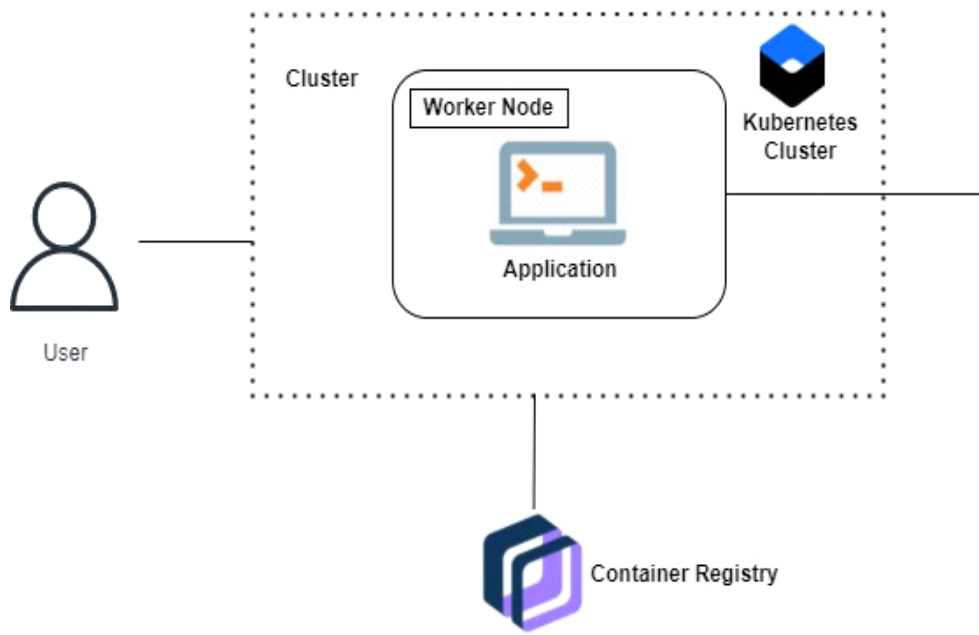 Cluster
Worker Node
Kubernetes
Cluster
Application
User
Container Registry